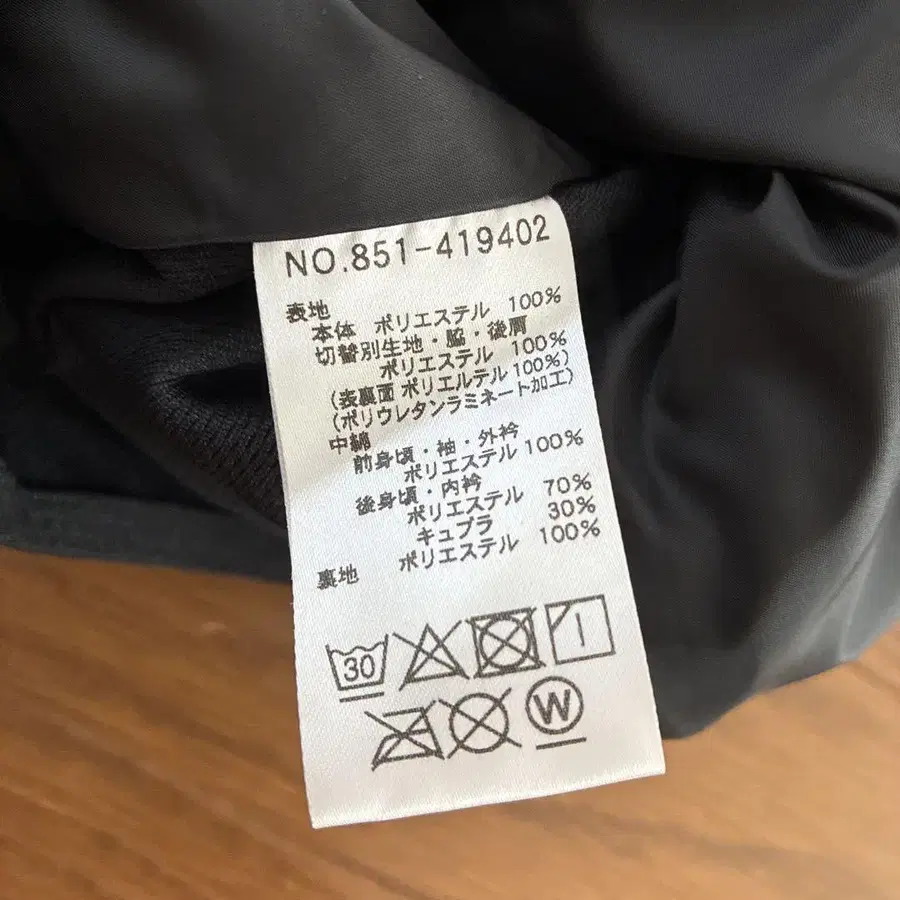 NO.851-419402
表地
本体 ポリエステル 100%
切替別生地・脇・後肩
ポリエステル 100%
(表裏面 ポリエルテル 100%)
(ポリウレタンラミネート加工)
中綿
前身頃・袖・外衿
ポリエステル 100%
後身頃・内衿
ポリエステル 70%
キュプラ 30%
裏地 ポリエステル 100%
30
W